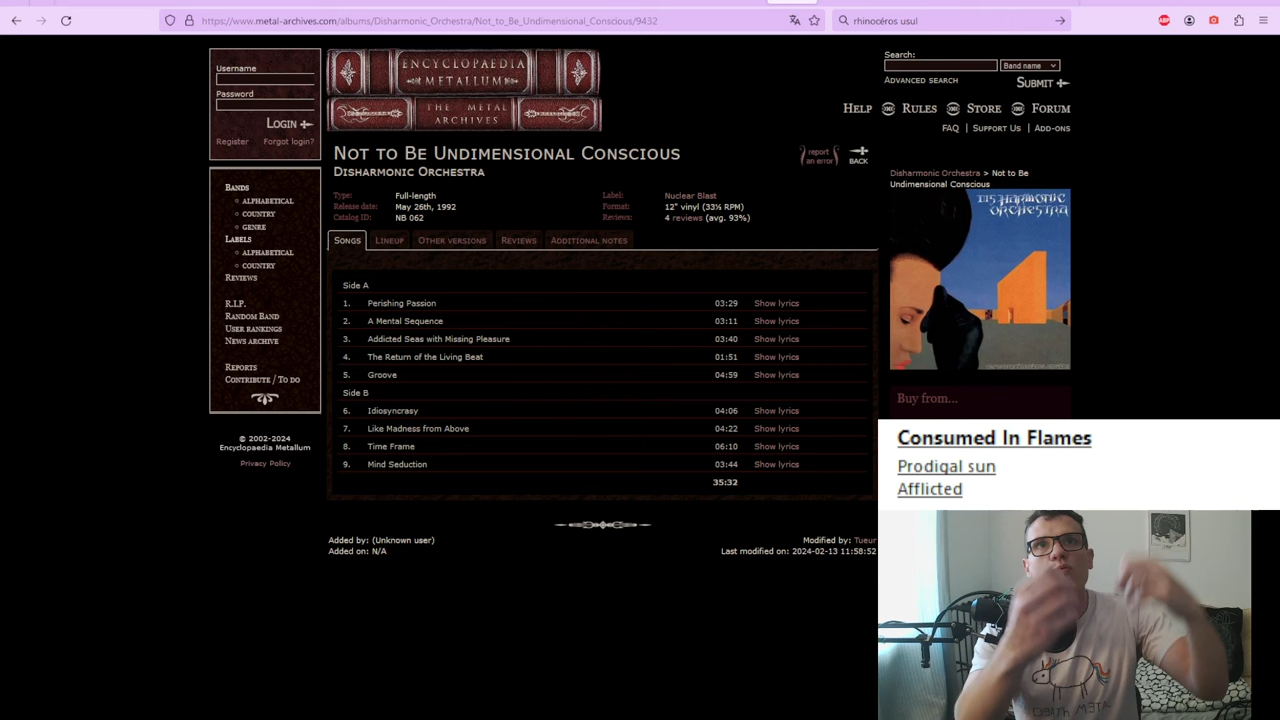 https://www.metal-archives.com/albums/Disharmonic_Orchestra/Not_to_Be_Undimensional_Conscious/9432
rhinocéros usul
ABP
Username
Password
LOGIN
Register Forgot login?
ENCYCLOPAEDIA
METALLUM
THE METAL
ARCHIVES
Search:
Band name
ADVANCED SEARCH SUBMIT
HELP RULES STORE FORUM
FAQ | SUPPORT US | ADD-ONS
NOT TO BE UNDIMENSIONAL CONSCIOUS
DISHARMONIC ORCHESTRA
report
an error
BACK
Type: Full-length Label: Nuclear Blast
Release date: May 26th, 1992 Format: 12" vinyl (33⅓ RPM)
Catalog ID: NB 062 Reviews: 4 reviews (avg. 93%)
SONGS LINEUP OTHER VERSIONS REVIEWS ADDITIONAL NOTES
Side A
1. Perishing Passion 03:29 Show lyrics
2. A Mental Sequence 03:11 Show lyrics
3. Addicted Seas with Missing Pleasure 03:40 Show lyrics
4. The Return of the Living Beat 01:51 Show lyrics
5. Groove 04:59 Show lyrics
Side B
6. Idiosyncrasy 04:06 Show lyrics
7. Like Madness from Above 04:22 Show lyrics
8. Time Frame 06:10 Show lyrics
9. Mind Seduction 03:44 Show lyrics
35:32
Added by: (Unknown user) Modified by: Tueur
Added on: N/A Last modified on: 2024-02-13 11:58:52
BANDS
ALPHABETICAL
COUNTRY
GENRE
LABELS
ALPHABETICAL
COUNTRY
REVIEWS
R.I.P.
RANDOM BAND
USER RANKINGS
NEWS ARCHIVE
REPORTS
CONTRIBUTE / TO DO
© 2002-2024
Encyclopaedia Metallum
Privacy Policy
Disharmonic Orchestra > Not to Be
Undimensional Conscious
DISHARMONIC
ORCHESTRA
Buy from...
Consumed In Flames
Prodigal sun
Afflicted